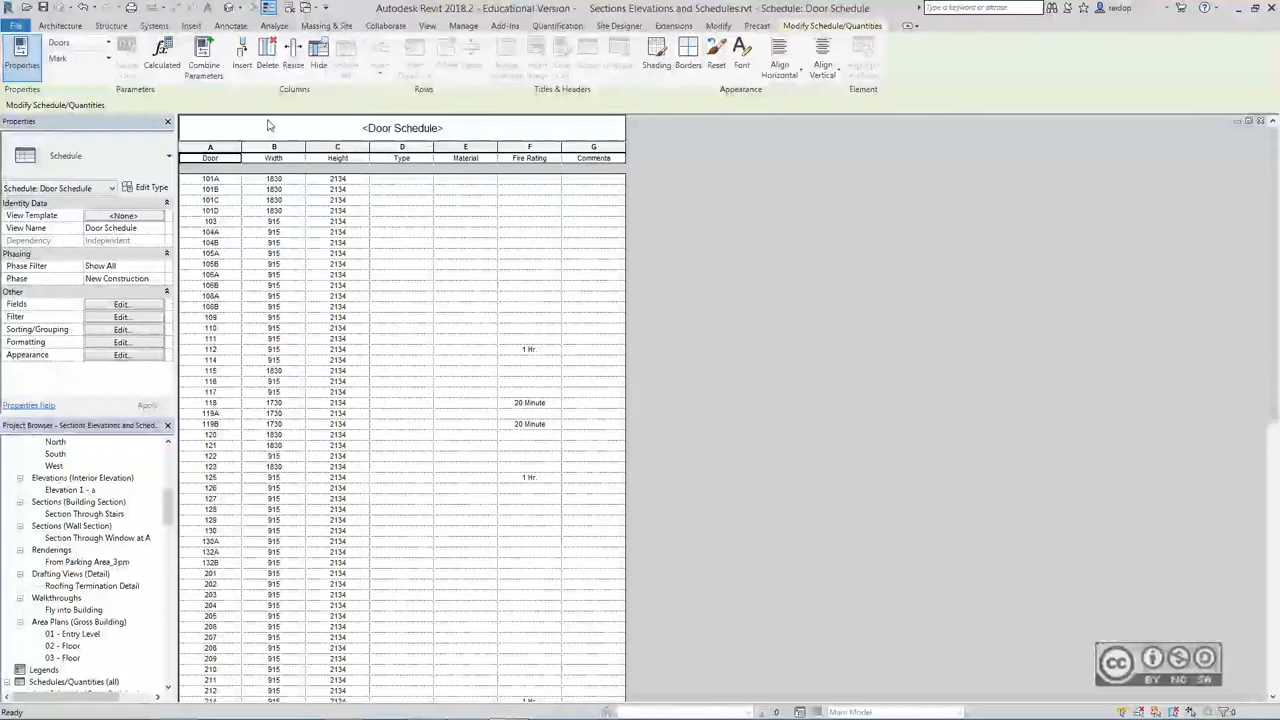 Autodesk Revit 2018.2 - Educational Version - Sections Elevations and Schedules.rvt - Schedule: Door Schedule
Type a keyword or phrase
raidop
File Architecture Structure Systems Insert Annotate Analyze Massing & Site Collaborate View Manage Add-Ins Quantification Site Designer Extensions Modify Precast Modify Schedule/Quantities
Properties
Doors
Mark
Calculated
Combine Parameters
Insert Delete Resize Hide
Shading Borders Reset Font
Align Horizontal
Align Vertical
Properties Parameters Columns Rows Titles & Headers Appearance Element
Modify Schedule/Quantities
Properties
Schedule
Schedule: Door Schedule
Edit Type
Identity Data
View Template <None>
View Name Door Schedule
Dependency Independent
Phasing
Phase Filter Show All
Phase New Construction
Other
Fields Edit...
Filter Edit...
Sorting/Grouping Edit...
Formatting Edit...
Appearance Edit...
Properties help
Apply
Project Browser - Sections Elevations and Sched...
North
South
West
Elevations (Interior Elevation)
Elevation 1 - a
Sections (Building Section)
Section Through Stairs
Sections (Wall Section)
Section Through Window at A
Renderings
From Parking Area_3pm
Drafting Views (Detail)
Roofing Termination Detail
Walkthroughs
Fly into Building
Area Plans (Gross Building)
01 - Entry Level
02 - Floor
03 - Floor
Legends
Schedules/Quantities (all)
<Door Schedule>
A B C D E F G
Door Width Height Type Material Fire Rating Comments
101A 1830 2134
101B 1830 2134
101C 1830 2134
101D 1830 2134
103 915 2134
104A 915 2134
104B 915 2134
105A 915 2134
105B 915 2134
106A 915 2134
106B 915 2134
108A 915 2134
108B 915 2134
109 915 2134
110 915 2134
111 915 2134
112 915 2134 1 Hr.
114 915 2134
115 1830 2134
116 915 2134
117 915 2134
118 1730 2134 20 Minute
119A 1730 2134
119B 1730 2134 20 Minute
120 1830 2134
121 1830 2134
122 915 2134
123 1830 2134
125 915 2134 1 Hr.
126 915 2134
127 915 2134
128 915 2134
129 915 2134
130 915 2134
130A 915 2134
132A 915 2134
132B 915 2134
201 915 2134
202 915 2134
203 915 2134
204 915 2134
205 915 2134
206 915 2134
207 915 2134
208 915 2134
209 915 2134
210 915 2134
211 915 2134
212 915 2134
Ready
:0
Main Model
:0
cc
BY NC SA